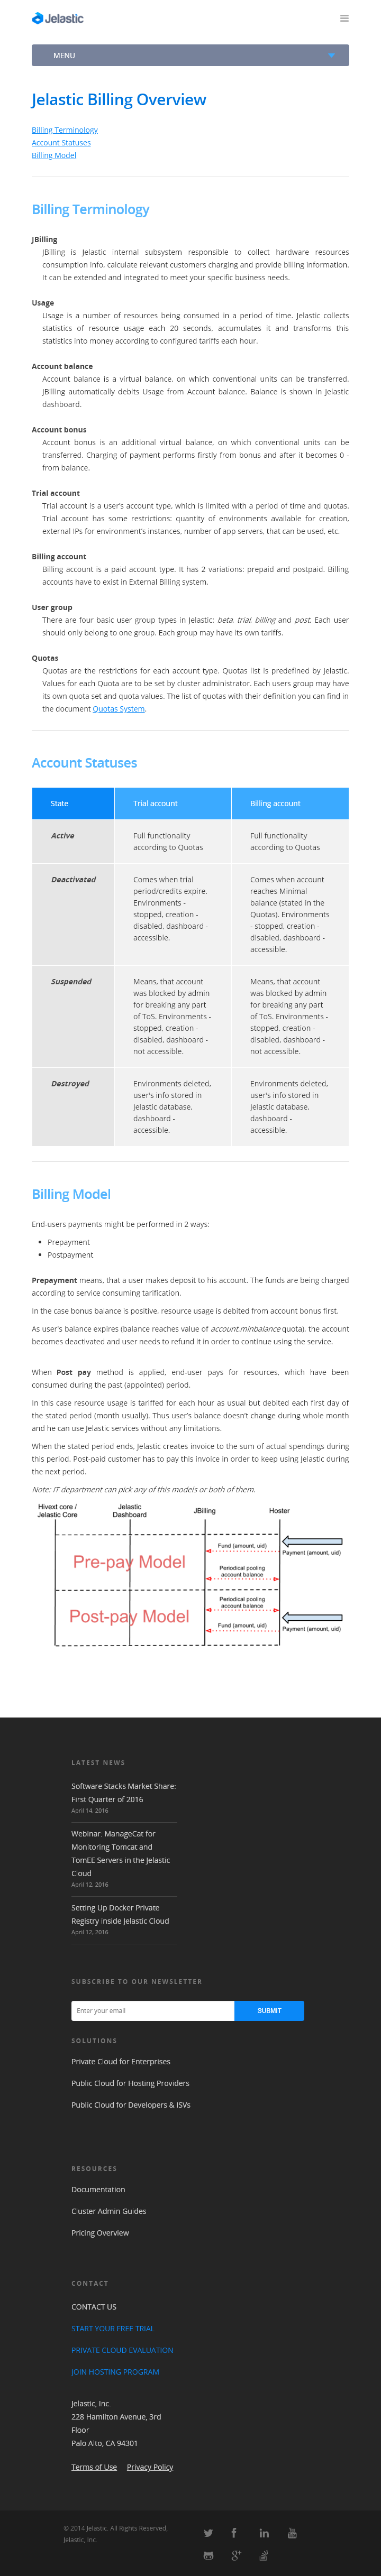 Jelastic
MENU
Jelastic Billing Overview
Billing Terminology
Account Statuses
Billing Model
Billing Terminology
JBilling
JBilling is Jelastic internal subsystem responsible to collect hardware resources
consumption info, calculate relevant customers charging and provide billing information.
It can be extended and integrated to meet your specific business needs.
Usage
Usage is a number of resources being consumed in a period of time. Jelastic collects
statistics of resource usage each 20 seconds, accumulates it and transforms this
statistics into money according to configured tariffs each hour.
Account balance
Account balance is a virtual balance, on which conventional units can be transferred.
JBilling automatically debits Usage from Account balance. Balance is shown in Jelastic
dashboard.
Account bonus
Account bonus is an additional virtual balance, on which conventional units can be
transferred. Charging of payment performs firstly from bonus and after it becomes 0 -
from balance.
Trial account
Trial account is a user's account type, which is limited with a period of time and quotas.
Trial account has some restrictions: quantity of environments available for creation,
external IPs for environment's instances, number of app servers, that can be used, etc.
Billing account
Billing account is a paid account type. It has 2 variations: prepaid and postpaid. Billing
accounts have to exist in External Billing system.
User group
There are four basic user group types in Jelastic: beta, trial, billing and post. Each user
should only belong to one group. Each group may have its own tariffs.
Quotas
Quotas are the restrictions for each account type. Quotas list is predefined by Jelastic.
Values for each Quota are to be set by cluster administrator. Each users group may have
its own quota set and quota values. The list of quotas with their definition you can find in
the document Quotas System.
Account Statuses
State Trial account Billing account
Active Full functionality according to Quotas Full functionality according to Quotas
Deactivated Comes when trial period/credits expire. Environments - stopped, creation - disabled, dashboard - accessible. Comes when account reaches Minimal balance (stated in the Quotas). Environments - stopped, creation - disabled, dashboard - accessible.
Suspended Means, that account was blocked by admin for breaking any part of ToS. Environments - stopped, creation - disabled, dashboard - not accessible. Means, that account was blocked by admin for breaking any part of ToS. Environments - stopped, creation - disabled, dashboard - not accessible.
Destroyed Environments deleted, user's info stored in Jelastic database, dashboard - accessible. Environments deleted, user's info stored in Jelastic database, dashboard - accessible.
Billing Model
End-users payments might be performed in 2 ways:
Prepayment
Postpayment
Prepayment means, that a user makes deposit to his account. The funds are being charged
according to service consuming tarification.
In the case bonus balance is positive, resource usage is debited from account bonus first.
As user's balance expires (balance reaches value of account.minbalance quota), the account
becomes deactivated and user needs to refund it in order to continue using the service.
When Post pay method is applied, end-user pays for resources, which have been
consumed during the past (appointed) period.
In this case resource usage is tariffed for each hour as usual but debited each first day of
the stated period (month usually). Thus user's balance doesn't change during whole month
and he can use Jelastic services without any limitations.
When the stated period ends, Jelastic creates invoice to the sum of actual spendings during
this period. Post-paid customer has to pay this invoice in order to keep using Jelastic during
the next period.
Note: IT department can pick any of this models or both of them.
Hivext core / Jelastic Core
Jelastic Dashboard
JBilling
Hoster
Pre-pay Model
Fund (amount, uid)
Payment (amount, uid)
Periodical pooling
account balance
Post-pay Model
Periodical pooling
account balance
Fund (amount, uid)
Payment (amount, uid)
LATEST NEWS
Software Stacks Market Share:
First Quarter of 2016
April 14, 2016
Webinar: ManageCat for
Monitoring Tomcat and
TomEE Servers in the Jelastic
Cloud
April 12, 2016
Setting Up Docker Private
Registry inside Jelastic Cloud
April 12, 2016
SUBSCRIBE TO OUR NEWSLETTER
Enter your email SUBMIT
SOLUTIONS
Private Cloud for Enterprises
Public Cloud for Hosting Providers
Public Cloud for Developers & ISVs
RESOURCES
Documentation
Cluster Admin Guides
Pricing Overview
CONTACT
CONTACT US
START YOUR FREE TRIAL
PRIVATE CLOUD EVALUATION
JOIN HOSTING PROGRAM
Jelastic, Inc.
228 Hamilton Avenue, 3rd
Floor
Palo Alto, CA 94301
Terms of Use Privacy Policy
© 2014 Jelastic. All Rights Reserved,
Jelastic, Inc.